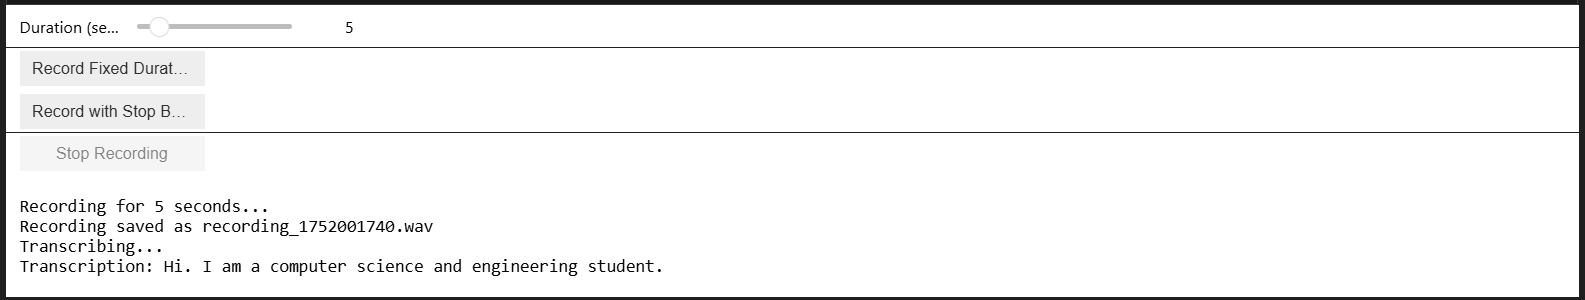 Duration (se... 5
Record Fixed Durat...
Record with Stop B...
Stop Recording
Recording for 5 seconds...
Recording saved as recording_1752001740.wav
Transcribing...
Transcription: Hi. I am a computer science and engineering student.